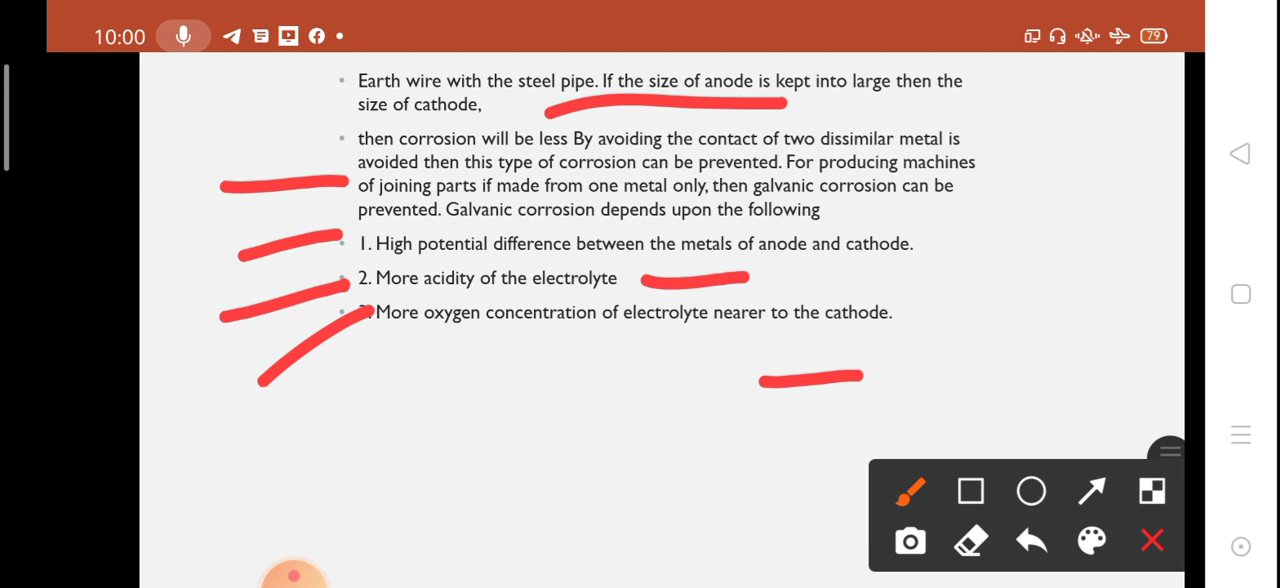 10:00
79
Earth wire with the steel pipe. If the size of anode is kept into large then the
size of cathode,
then corrosion will be less By avoiding the contact of two dissimilar metal is
avoided then this type of corrosion can be prevented. For producing machines
of joining parts if made from one metal only, then galvanic corrosion can be
prevented. Galvanic corrosion depends upon the following
1. High potential difference between the metals of anode and cathode.
2. More acidity of the electrolyte
More oxygen concentration of electrolyte nearer to the cathode.